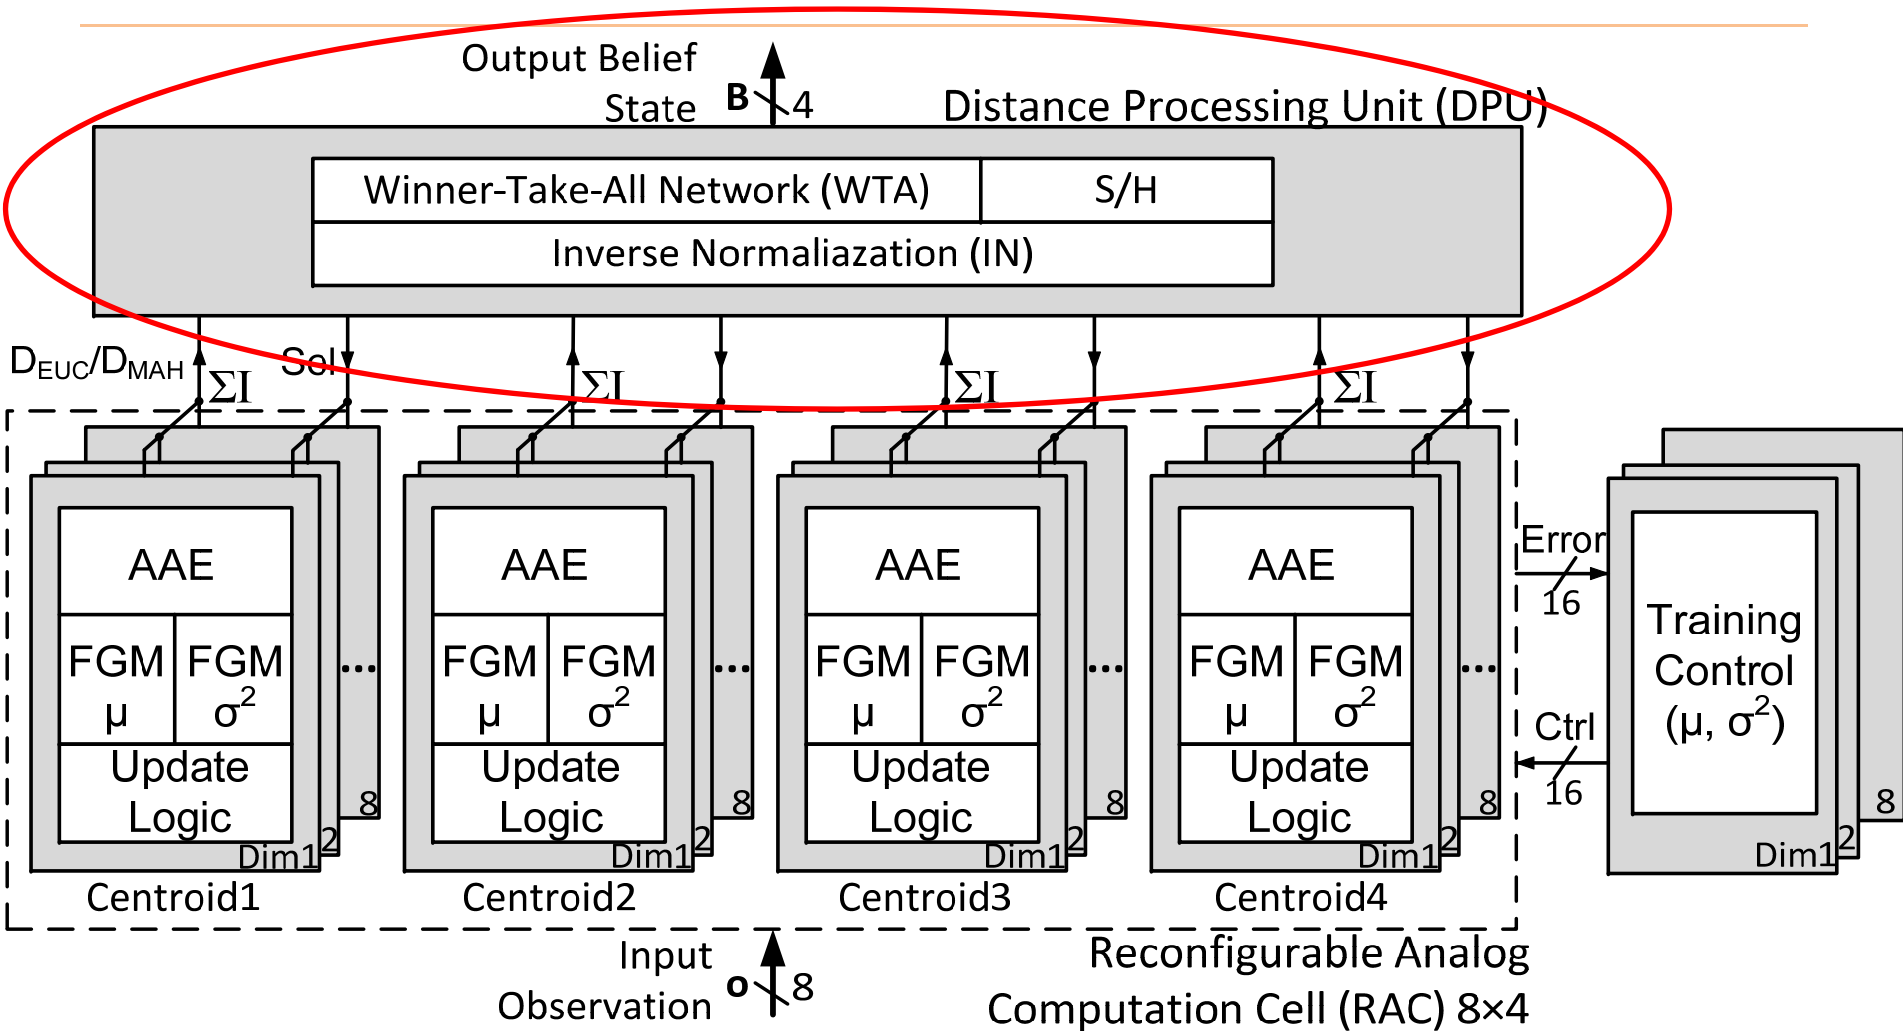 Output Belief
State B 4
Distance Processing Unit (DPU)
Winner-Take-All Network (WTA) S/H
Inverse Normaliazation (IN)
DEUC/DMAH ΣI Sel ΣI ΣI ΣI
AAE AAE AAE AAE
FGM μ FGM σ² ... FGM μ FGM σ² ... FGM μ FGM σ² ... FGM μ FGM σ² ...
Update Logic Update Logic Update Logic Update Logic
Dim1 2 8 Dim1 2 8 Dim1 2 8 Dim1 2 8
Centroid1 Centroid2 Centroid3 Centroid4
Error
16
Ctrl
16
Training
Control
(μ, σ²)
Dim1 2 8
Input
Observation o 8
Reconfigurable Analog
Computation Cell (RAC) 8×4